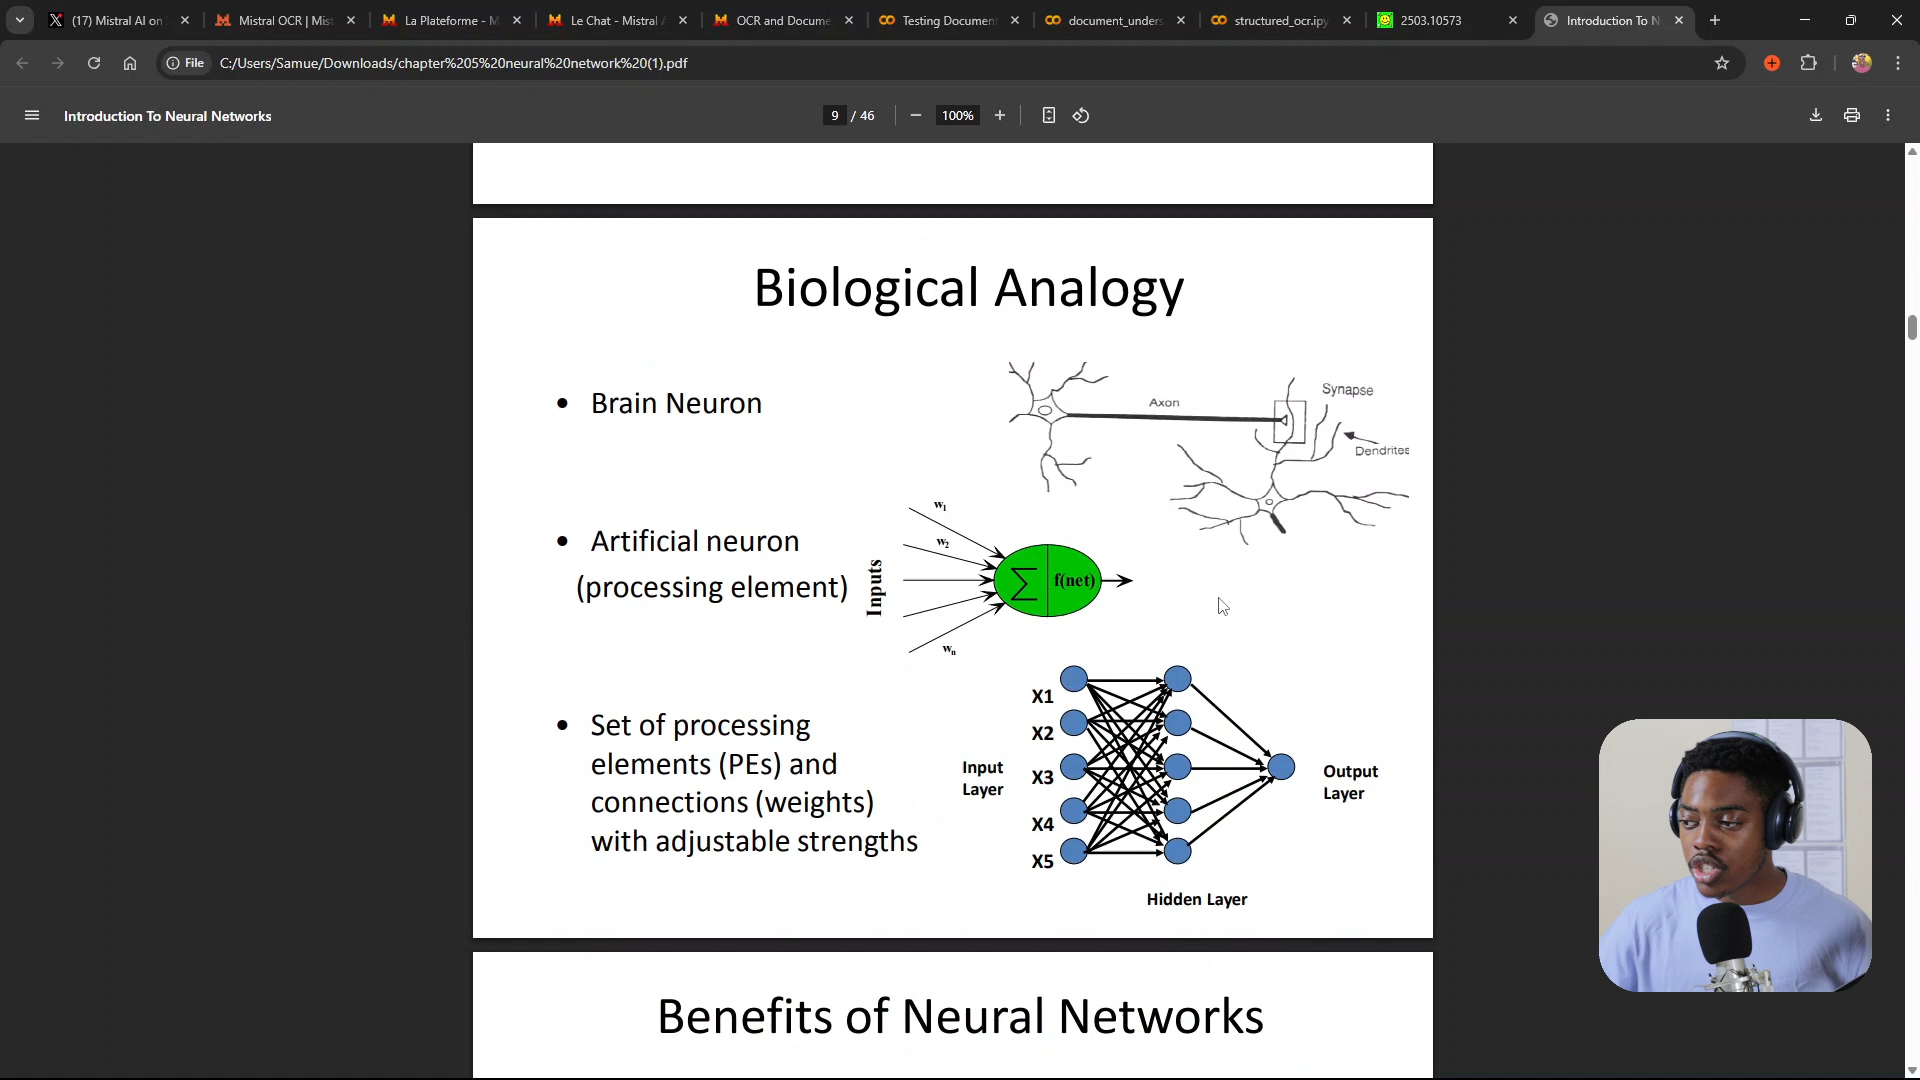 (17) Mistral AI on
Mistral OCR | Mis
La Plateforme - M
Le Chat - Mistral A
OCR and Docume
Testing Document
document_unders
structured_ocr.ipy
2503.10573
Introduction To N
File
C:/Users/Samue/Downloads/chapter%205%20neural%20network%20(1).pdf
Introduction To Neural Networks
9 / 46
100%
Biological Analogy
• Brain Neuron
Axon
Synapse
Dendrites
• Artificial neuron
(processing element)
Inputs
w1
w2
wn
∑ f(net)
• Set of processing
elements (PEs) and
connections (weights)
with adjustable strengths
Input
Layer
X1
X2
X3
X4
X5
Output
Layer
Hidden Layer
Benefits of Neural Networks